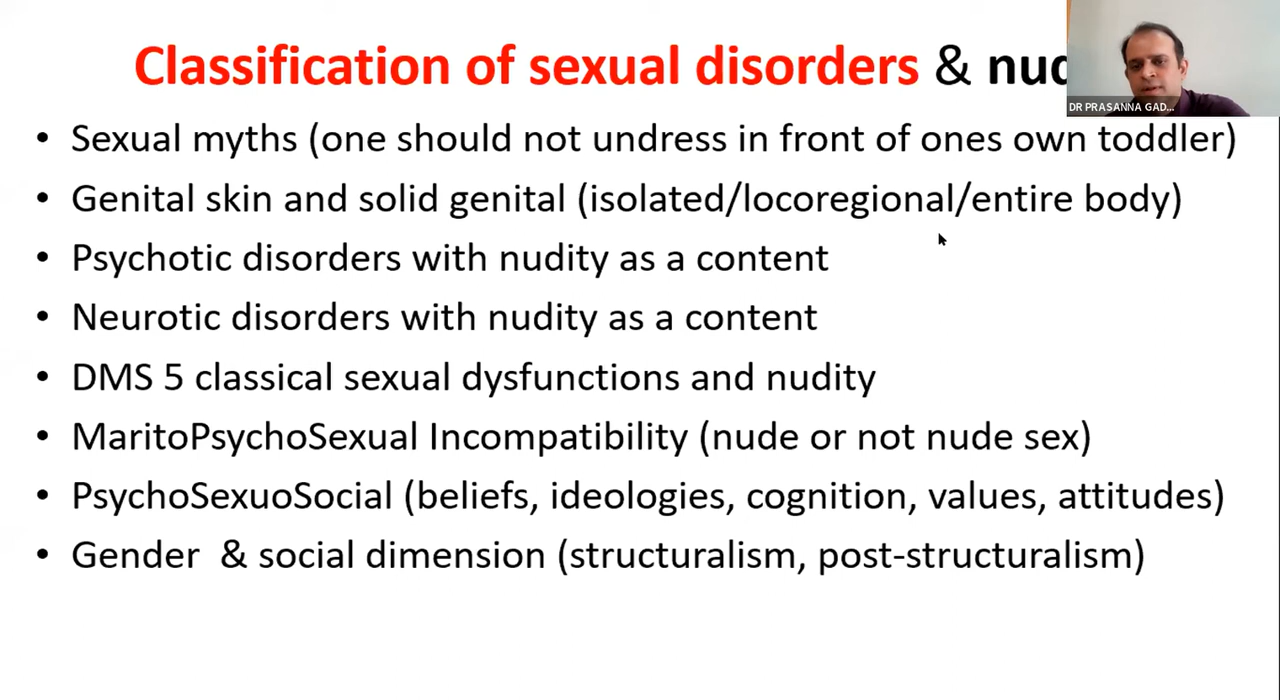 Classification of sexual disorders & nud
DR PRASANNA GAD...
• Sexual myths (one should not undress in front of ones own toddler)
• Genital skin and solid genital (isolated/locoregional/entire body)
• Psychotic disorders with nudity as a content
• Neurotic disorders with nudity as a content
• DMS 5 classical sexual dysfunctions and nudity
• MaritoPsychoSexual Incompatibility (nude or not nude sex)
• PsychoSexuoSocial (beliefs, ideologies, cognition, values, attitudes)
• Gender & social dimension (structuralism, post-structuralism)